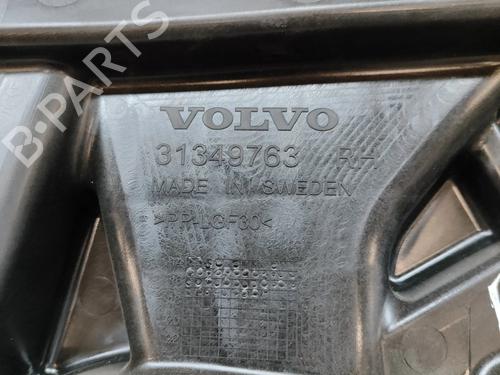 B-PARTS
VOLVO
31349763 RH
MADE IN SWEDEN
>PP-LGF30<